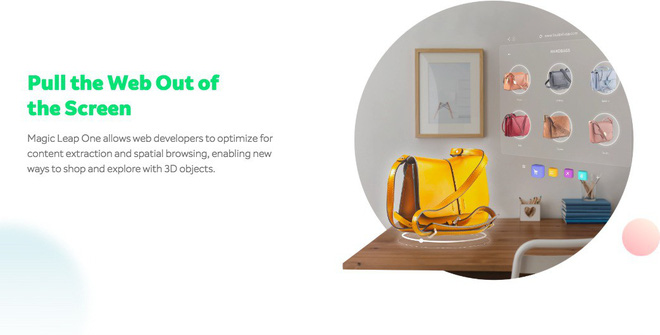 Pull the Web Out of
the Screen
Magic Leap One allows web developers to optimize for
content extraction and spatial browsing, enabling new
ways to shop and explore with 3D objects.